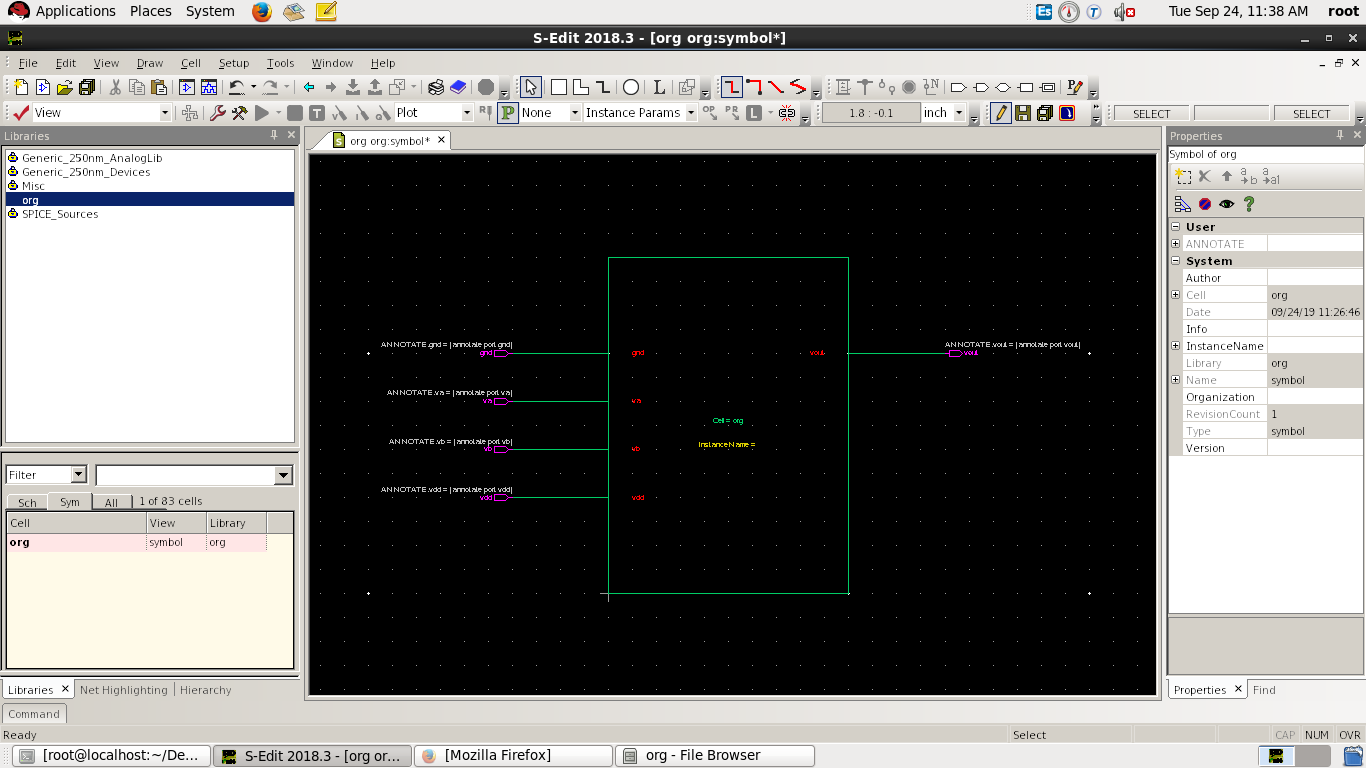 Applications Places System
Es
T
Tue Sep 24, 11:38 AM root
S-Edit 2018.3 - [org org:symbol*]
File Edit View Draw Cell Setup Tools Window Help
View
Plot
None
Instance Params
1.8 : -0.1
inch
SELECT
SELECT
Libraries
Generic_250nm_AnalogLib
Generic_250nm_Devices
Misc
org
SPICE_Sources
Filter
Sch Sym All 1 of 83 cells
Cell View Library
org symbol org
Libraries Net Highlighting Hierarchy
Command
org org:symbol*
ANNOTATE.gnd = [annotate port gnd]
gnd
gnd
ANNOTATE.vout = [annotate port vout]
vout
vout
ANNOTATE.va = [annotate port va]
va
va
Cell = org
ANNOTATE.vb = [annotate port vb]
vb
vb
InstanceName =
ANNOTATE.vdd = [annotate port vdd]
vdd
vdd
Properties
Symbol of org
User
ANNOTATE
System
Author
Cell org
Date 09/24/19 11:26:46
Info
InstanceName
Library org
Name symbol
Organization
RevisionCount 1
Type symbol
Version
Properties Find
Ready
Select
CAP NUM OVR
[root@localhost:~/De...
S-Edit 2018.3 - [org or...
[Mozilla Firefox]
org - File Browser